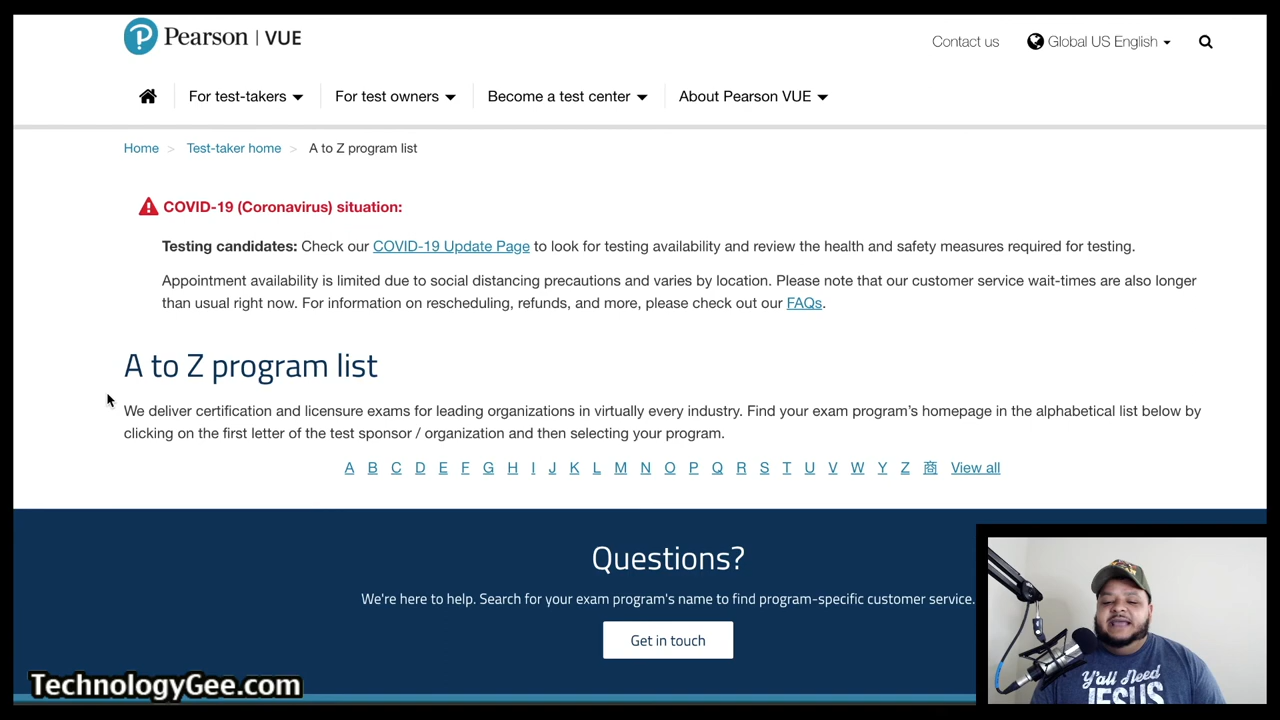 Pearson | VUE
Contact us
Global US English
For test-takers
For test owners
Become a test center
About Pearson VUE
Home > Test-taker home > A to Z program list
COVID-19 (Coronavirus) situation:
Testing candidates: Check our COVID-19 Update Page to look for testing availability and review the health and safety measures required for testing.
Appointment availability is limited due to social distancing precautions and varies by location. Please note that our customer service wait-times are also longer
than usual right now. For information on rescheduling, refunds, and more, please check out our FAQs.
A to Z program list
We deliver certification and licensure exams for leading organizations in virtually every industry. Find your exam program's homepage in the alphabetical list below by
clicking on the first letter of the test sponsor / organization and then selecting your program.
A B C D E F G H I J K L M N O P Q R S T U V W Y Z 商 View all
Questions?
We're here to help. Search for your exam program's name to find program-specific customer service.
Get in touch
TechnologyGee.com
Y'all Need
JESUS